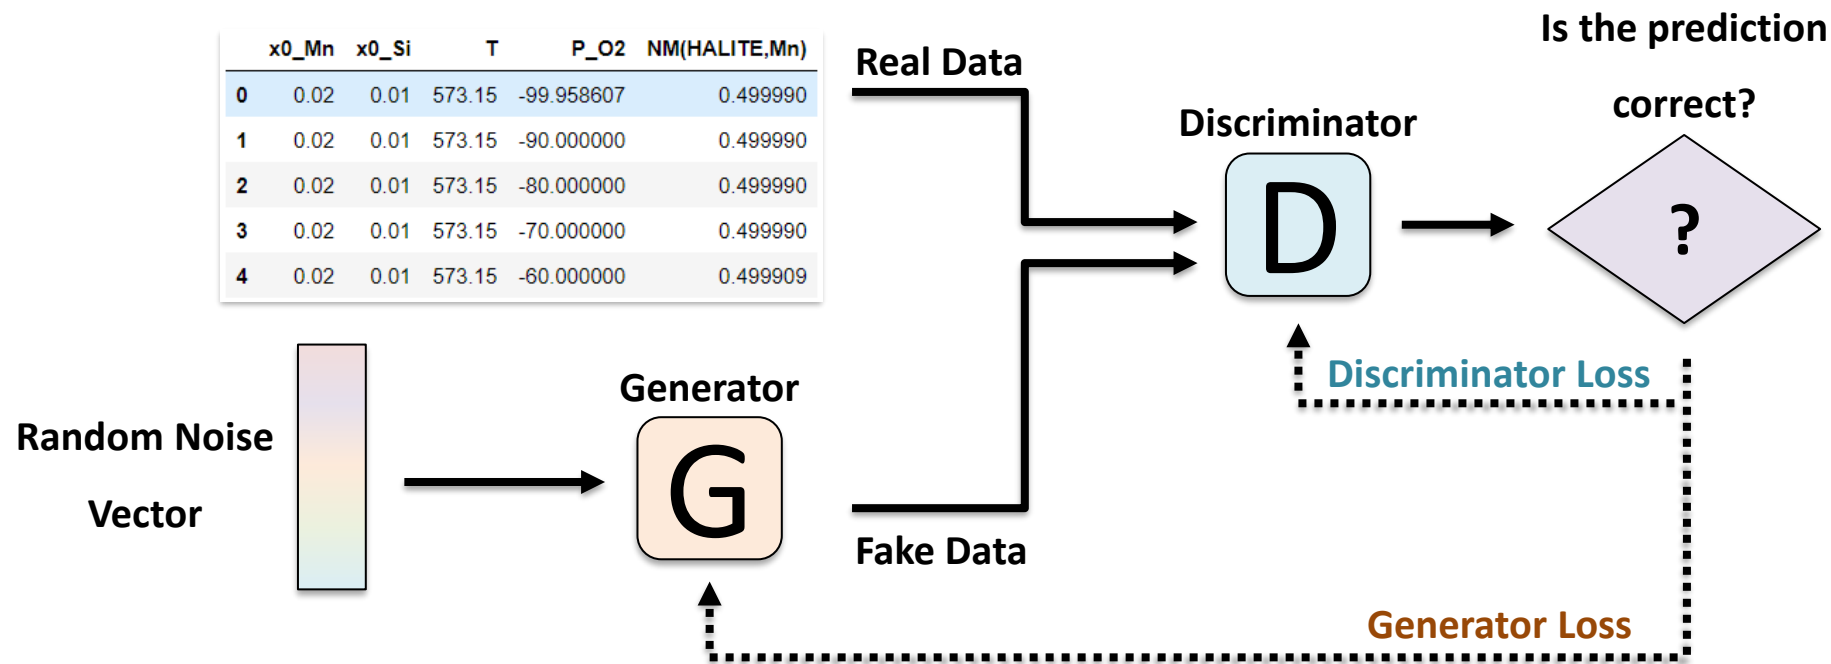 x0_Mn x0_Si T P_O2 NM(HALITE,Mn)
0 0.02 0.01 573.15 -99.958607 0.499990
1 0.02 0.01 573.15 -90.000000 0.499990
2 0.02 0.01 573.15 -80.000000 0.499990
3 0.02 0.01 573.15 -70.000000 0.499990
4 0.02 0.01 573.15 -60.000000 0.499909
Real Data
Discriminator
D
Is the prediction
correct?
?
Discriminator Loss
Random Noise
Vector
Generator
G
Fake Data
Generator Loss